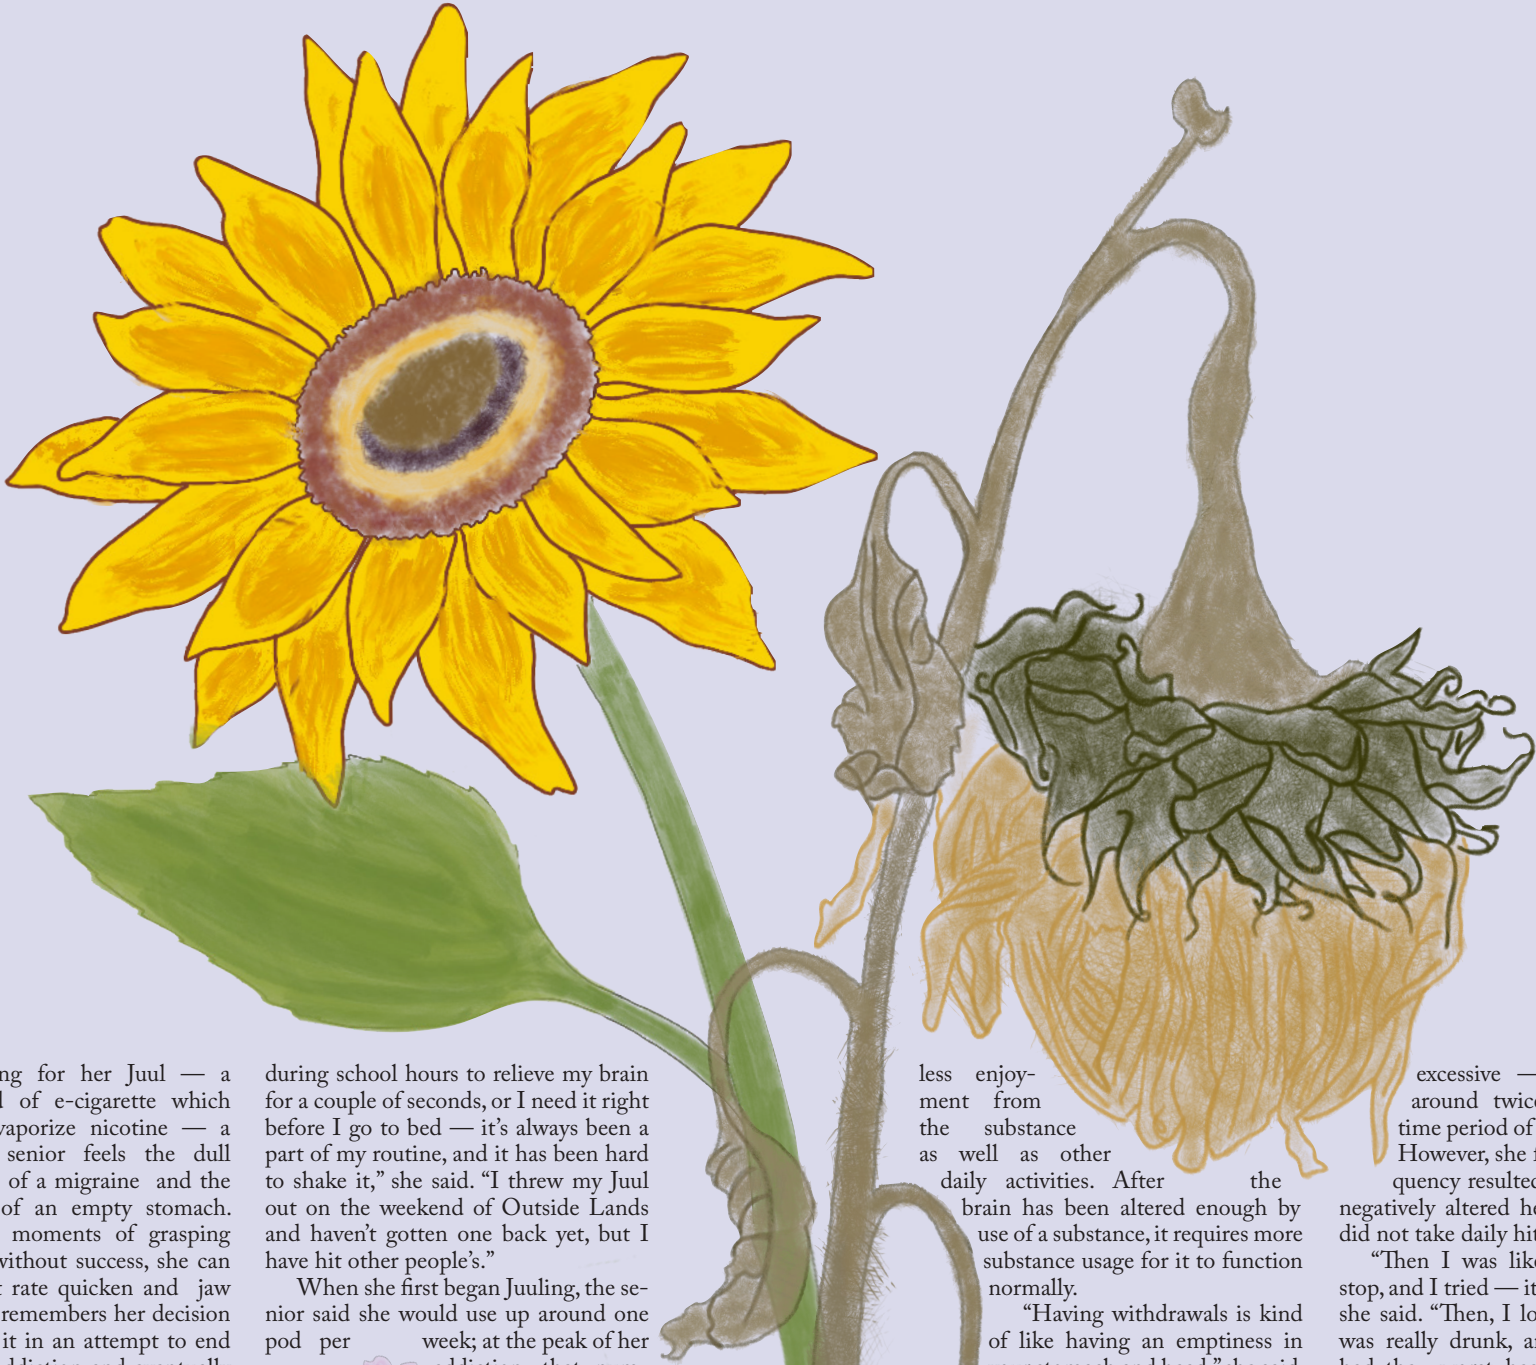 ng for her Juul — a
of e-cigarette which
vaporize nicotine — a
senior feels the dull
of a migraine and the
of an empty stomach.
moments of grasping
without success, she can
rate quicken and jaw
remembers her decision
it in an attempt to end
during school hours to relieve my brain
for a couple of seconds, or I need it right
before I go to bed — it’s always been a
part of my routine, and it has been hard
to shake it,” she said. “I threw my Juul
out on the weekend of Outside Lands
and haven’t gotten one back yet, but I
have hit other people’s.”
When she first began Juuling, the se-
nior said she would use up around one
pod per week; at the peak of her
less enjoy-
ment from
the substance
as well as other
daily activities. After the
brain has been altered enough by
use of a substance, it requires more
substance usage for it to function
normally.
“Having withdrawals is kind
of like having an emptiness in
excessive —
around twice
time period of
However, she
quency resulted
negatively altered he
did not take daily hit
“Then I was lik
stop, and I tried — it
she said. “Then, I lo
was really drunk, a